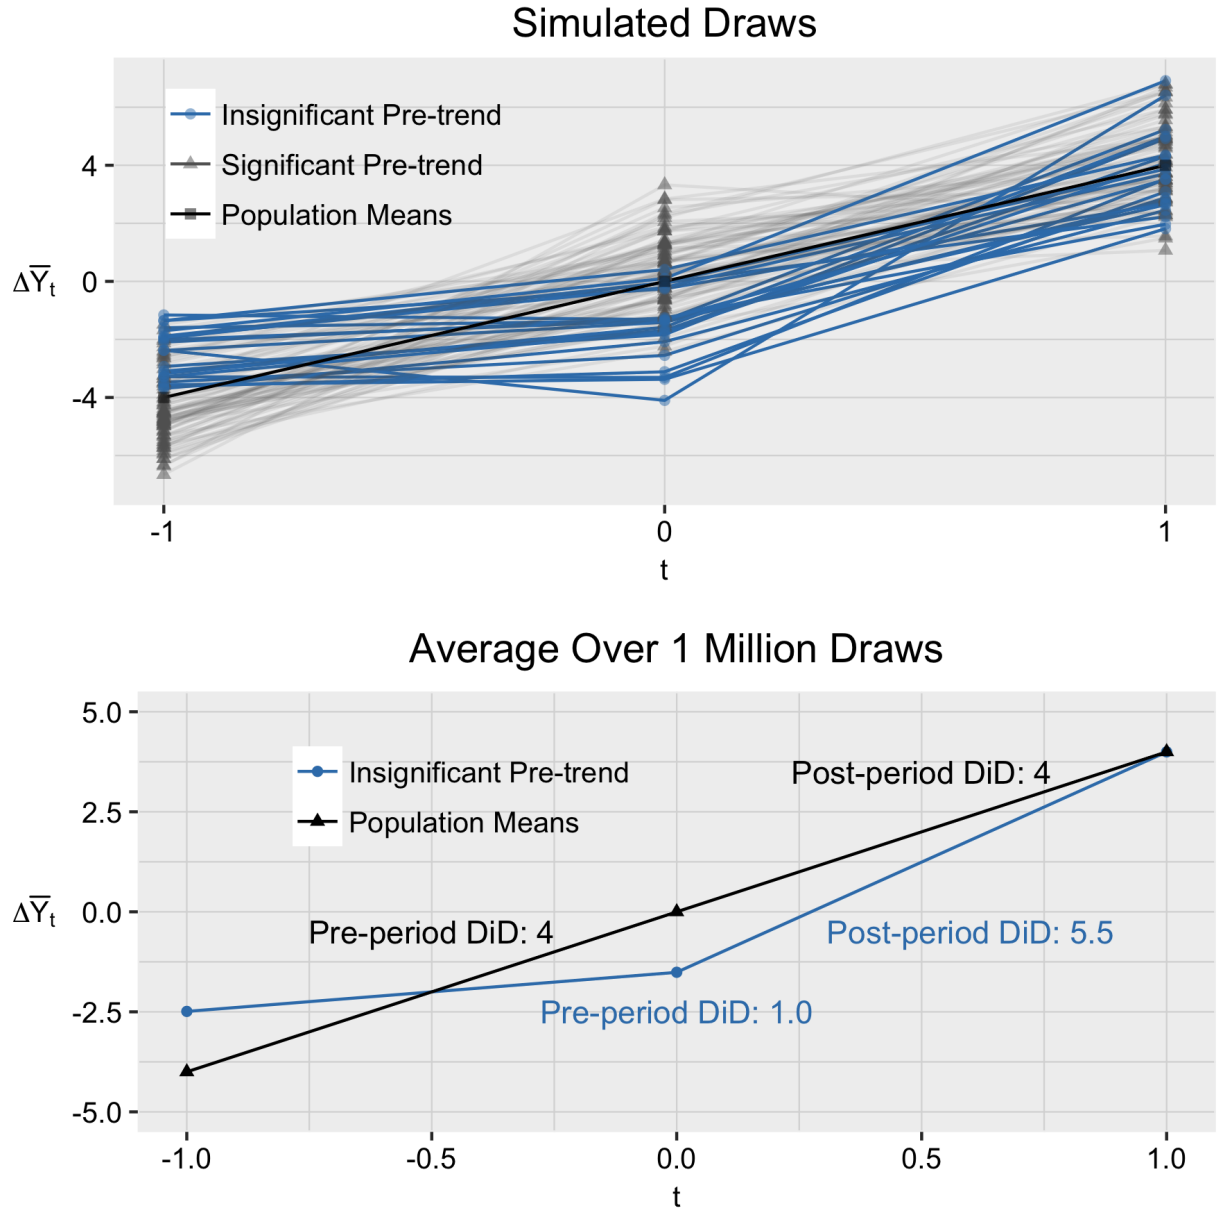 Simulated Draws
Insignificant Pre-trend
Significant Pre-trend
Population Means
4
0
-4
ΔY̅ₜ
-1
0
1
t
Average Over 1 Million Draws
5.0
2.5
0.0
-2.5
-5.0
ΔY̅ₜ
Insignificant Pre-trend
Population Means
Post-period DiD: 4
Pre-period DiD: 4
Post-period DiD: 5.5
Pre-period DiD: 1.0
-1.0
-0.5
0.0
0.5
1.0
t